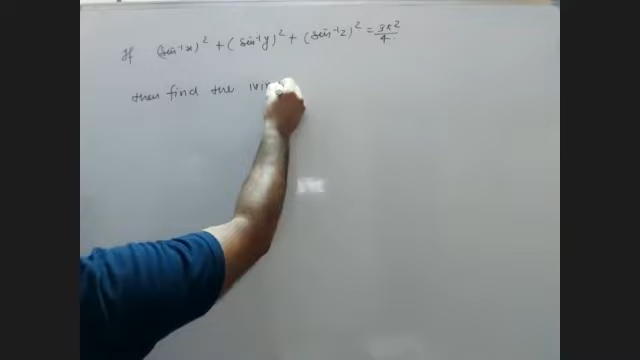 If (sin⁻¹x)² + (sin⁻¹y)² + (sin⁻¹z)² = 3π²/4
then find the